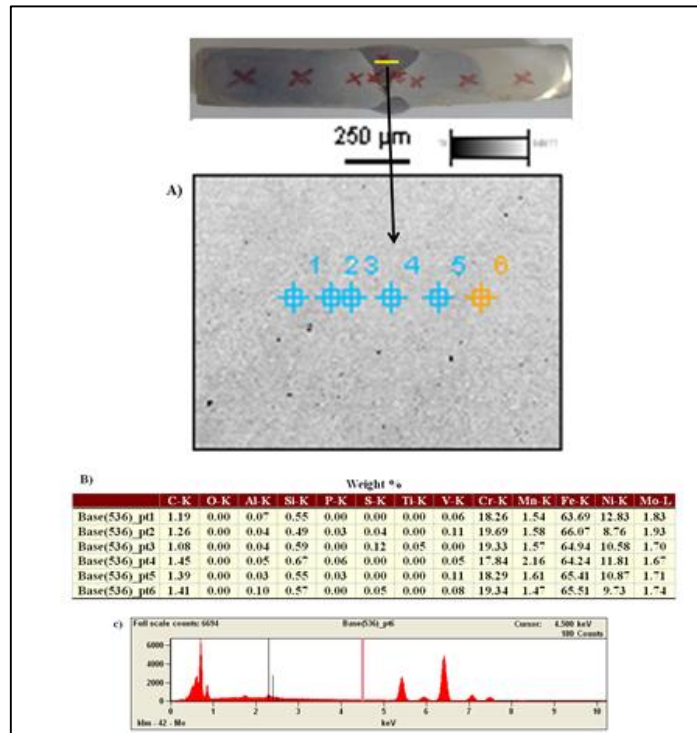 250 µm
A)
1 2 3 4 5 6
B)
Weight %
C-K O-K Al-K Si-K P-K S-K Ti-K V-K Cr-K Mn-K Fe-K Ni-K Mo-L
Base(536)_pt1 1.19 0.00 0.07 0.55 0.00 0.00 0.00 0.06 18.26 1.54 63.69 12.83 1.83
Base(536)_pt2 1.26 0.00 0.04 0.49 0.03 0.04 0.00 0.11 19.69 1.58 66.07 8.76 1.93
Base(536)_pt3 1.08 0.00 0.04 0.59 0.00 0.12 0.05 0.00 19.33 1.57 64.94 10.58 1.70
Base(536)_pt4 1.45 0.00 0.05 0.67 0.06 0.00 0.00 0.05 17.84 2.16 64.24 11.81 1.67
Base(536)_pt5 1.39 0.00 0.03 0.55 0.03 0.00 0.00 0.11 18.29 1.61 65.41 10.87 1.71
Base(536)_pt6 1.41 0.00 0.10 0.57 0.00 0.05 0.00 0.08 19.34 1.47 65.51 9.73 1.74
c)
Full scale counts: 6694 Base(536)_pt6 Cursor: 4.500 keV
100 Counts
6000
4000
2000
0
0 1 2 3 4 5 6 7 8 9 10
klm - 42 - Mo keV